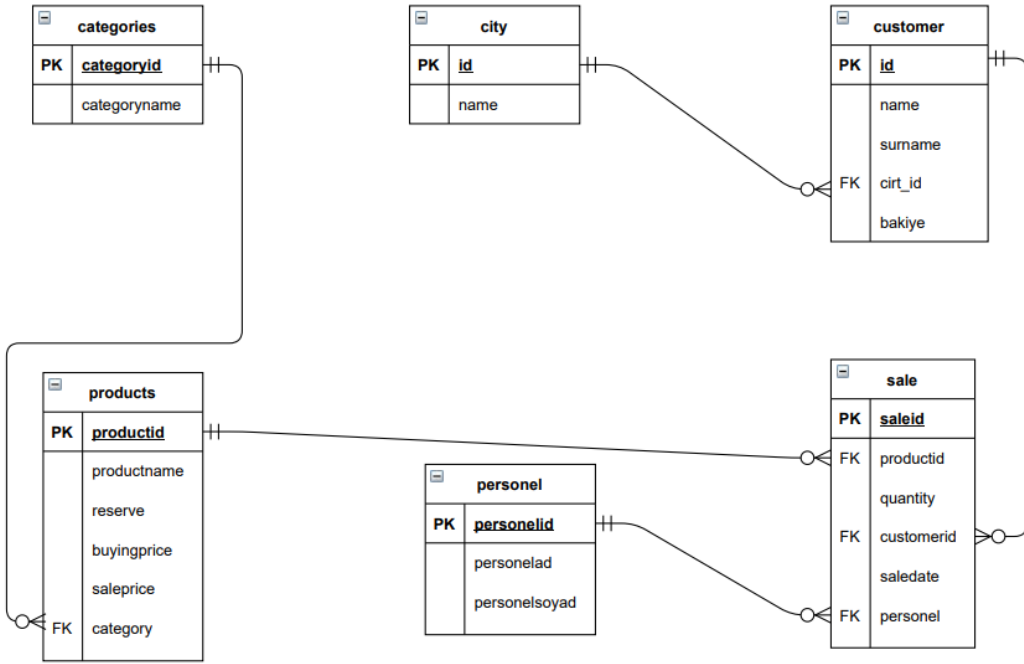 categories
PK categoryid
categoryname
city
PK id
name
customer
PK id
name
surname
FK cirt_id
bakiye
products
PK productid
productname
reserve
buyingprice
saleprice
FK category
personel
PK personelid
personelad
personelsoyad
sale
PK saleid
FK productid
quantity
FK customerid
saledate
FK personel